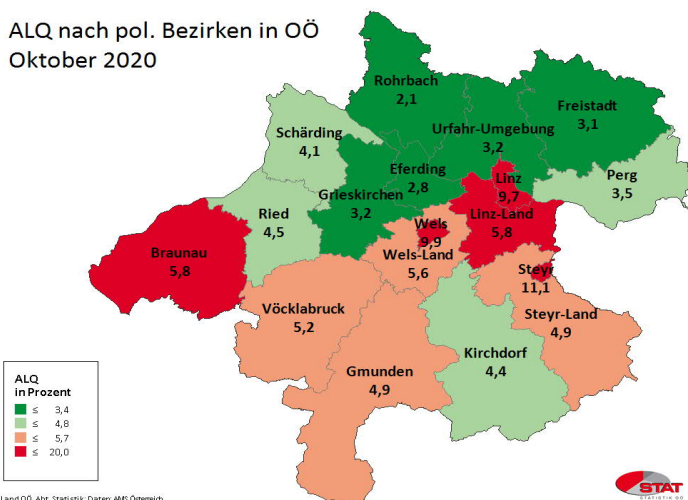 ALQ nach pol. Bezirken in OÖ
Oktober 2020
Rohrbach
2,1
Freistadt
3,1
Urfahr-Umgebung
3,2
Schärding
4,1
Eferding
2,8
Linz
9,7
Perg
3,5
Grieskirchen
3,2
Ried
4,5
Linz-Land
5,8
Wels
9,9
Braunau
5,8
Wels-Land
5,6
Steyr
11,1
Vöcklabruck
5,2
Steyr-Land
4,9
Kirchdorf
4,4
Gmunden
4,9
ALQ
in Prozent
≤ 3,4
≤ 4,8
≤ 5,7
≤ 20,0
Land OÖ, Abt. Statistik; Daten: AMS Österreich
STAT
STATISTIK OÖ